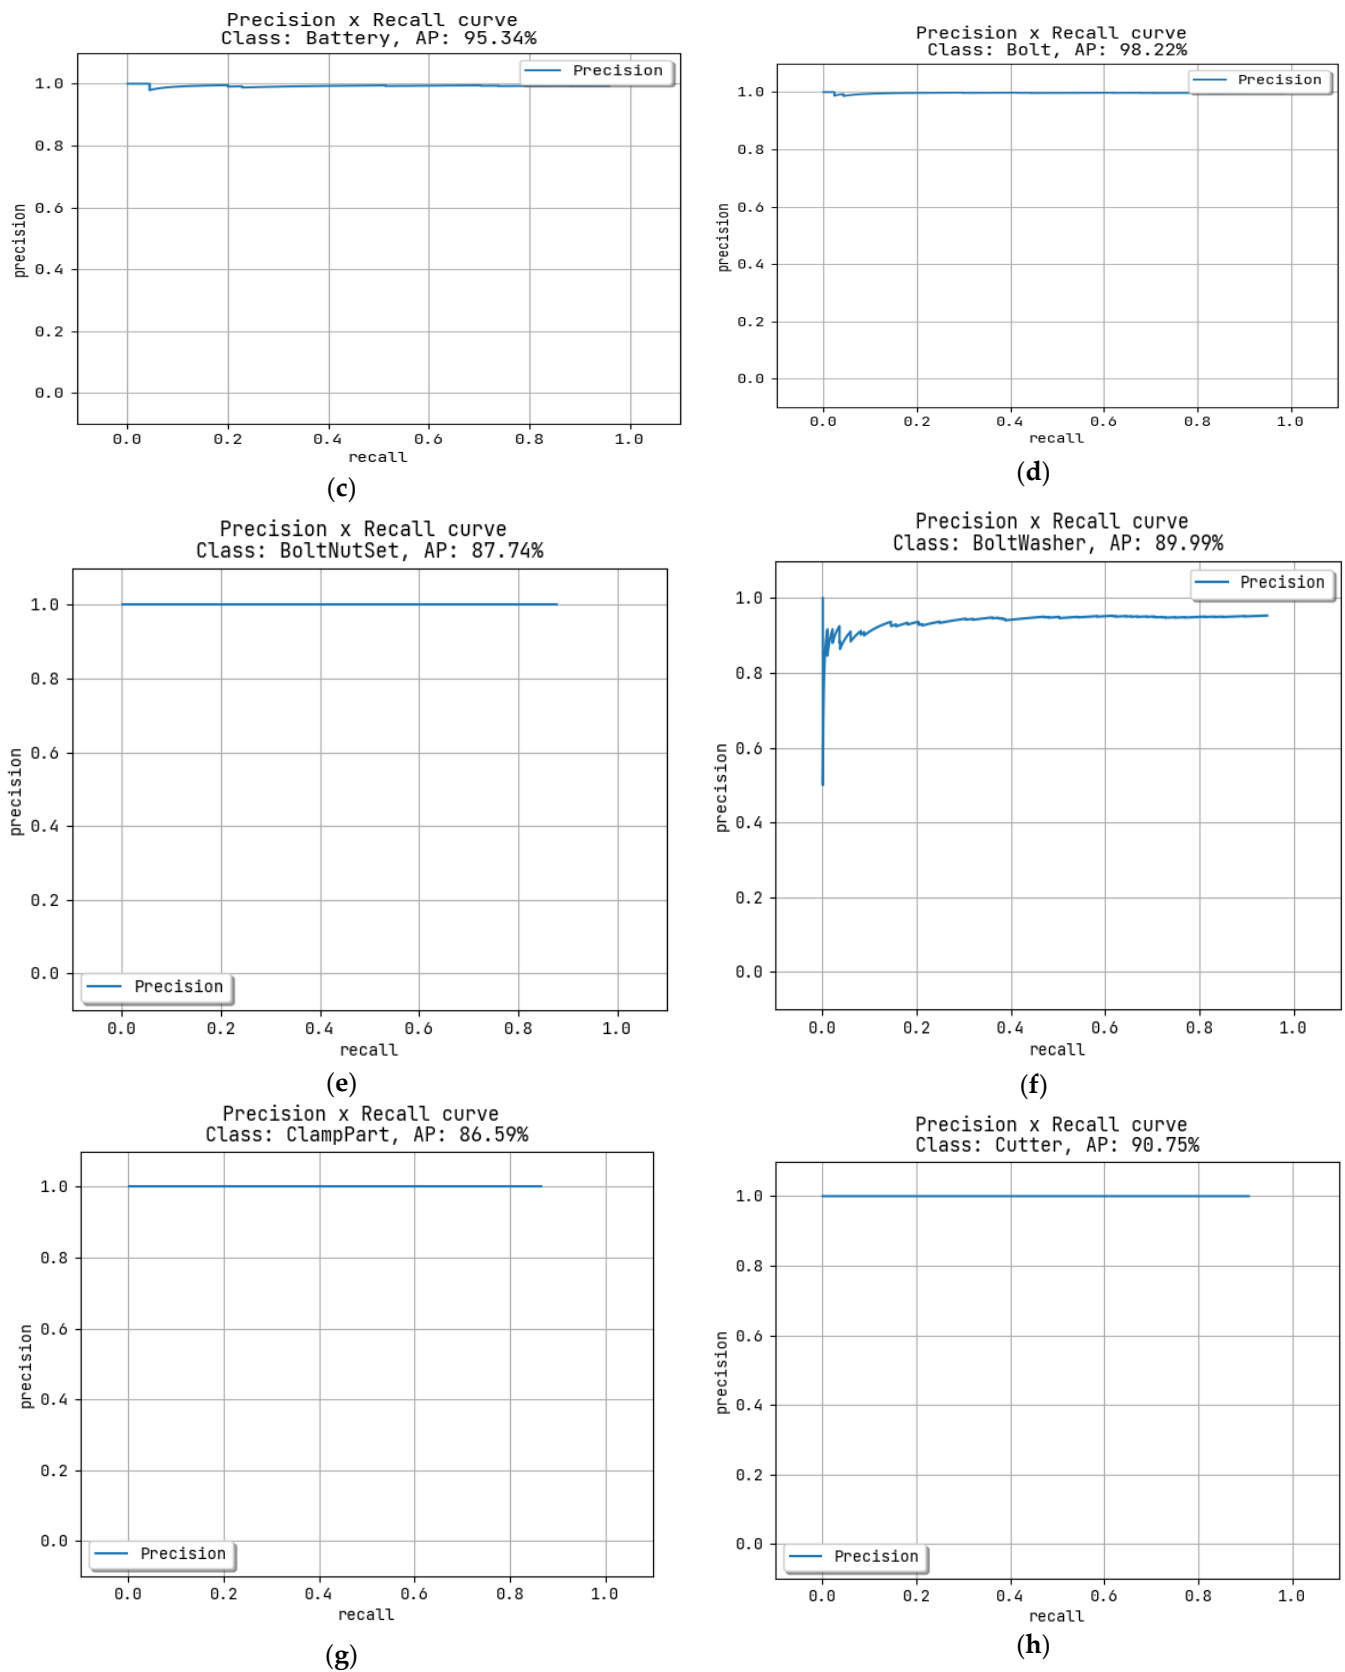 Precision x Recall curve
Class: Battery, AP: 95.34%
Precision
1.0
0.8
0.6
0.4
0.2
0.0
precision
0.0 0.2 0.4 0.6 0.8 1.0
recall
(c)
Precision x Recall curve
Class: Bolt, AP: 98.22%
Precision
1.0
0.8
0.6
0.4
0.2
0.0
precision
0.0 0.2 0.4 0.6 0.8 1.0
recall
(d)
Precision x Recall curve
Class: BoltNutSet, AP: 87.74%
1.0
0.8
0.6
0.4
0.2
0.0
precision
Precision
0.0 0.2 0.4 0.6 0.8 1.0
recall
(e)
Precision x Recall curve
Class: BoltWasher, AP: 89.99%
Precision
1.0
0.8
0.6
0.4
0.2
0.0
precision
0.0 0.2 0.4 0.6 0.8 1.0
recall
(f)
Precision x Recall curve
Class: ClampPart, AP: 86.59%
1.0
0.8
0.6
0.4
0.2
0.0
precision
Precision
0.0 0.2 0.4 0.6 0.8 1.0
recall
(g)
Precision x Recall curve
Class: Cutter, AP: 90.75%
1.0
0.8
0.6
0.4
0.2
0.0
precision
Precision
0.0 0.2 0.4 0.6 0.8 1.0
recall
(h)